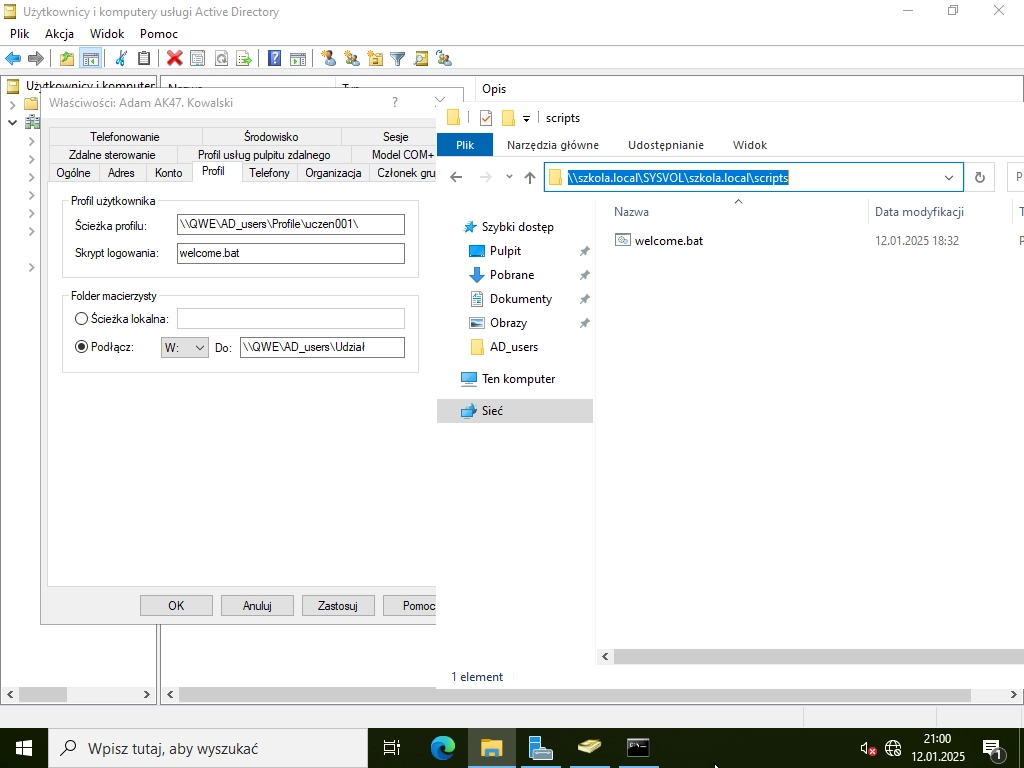 Użytkownicy i komputery usługi Active Directory
Plik Akcja Widok Pomoc
Użytkownicy i komputer
Opis
Właściwości: Adam AK47. Kowalski ?
Telefonowanie Środowisko Sesje
Zdalne sterowanie Profil usług pulpitu zdalnego Model COM+
Ogólne Adres Konto Profil Telefony Organizacja Członek gru
Profil użytkownika
Ścieżka profilu: \\QWE\AD_users\Profile\uczen001\
Skrypt logowania: welcome.bat
Folder macierzysty
Ścieżka lokalna:
Podłącz: W: Do: \\QWE\AD_users\Udział
OK Anuluj Zastosuj Pomoc
scripts
Plik Narzędzia główne Udostępnianie Widok
\\szkola.local\SYSVOL\szkola.local\scripts
P
Szybki dostęp
Pulpit
Pobrane
Dokumenty
Obrazy
AD_users
Ten komputer
Sieć
Nazwa Data modyfikacji T
welcome.bat 12.01.2025 18:32 P
1 element
Wpisz tutaj, aby wyszukać
21:00
12.01.2025
1